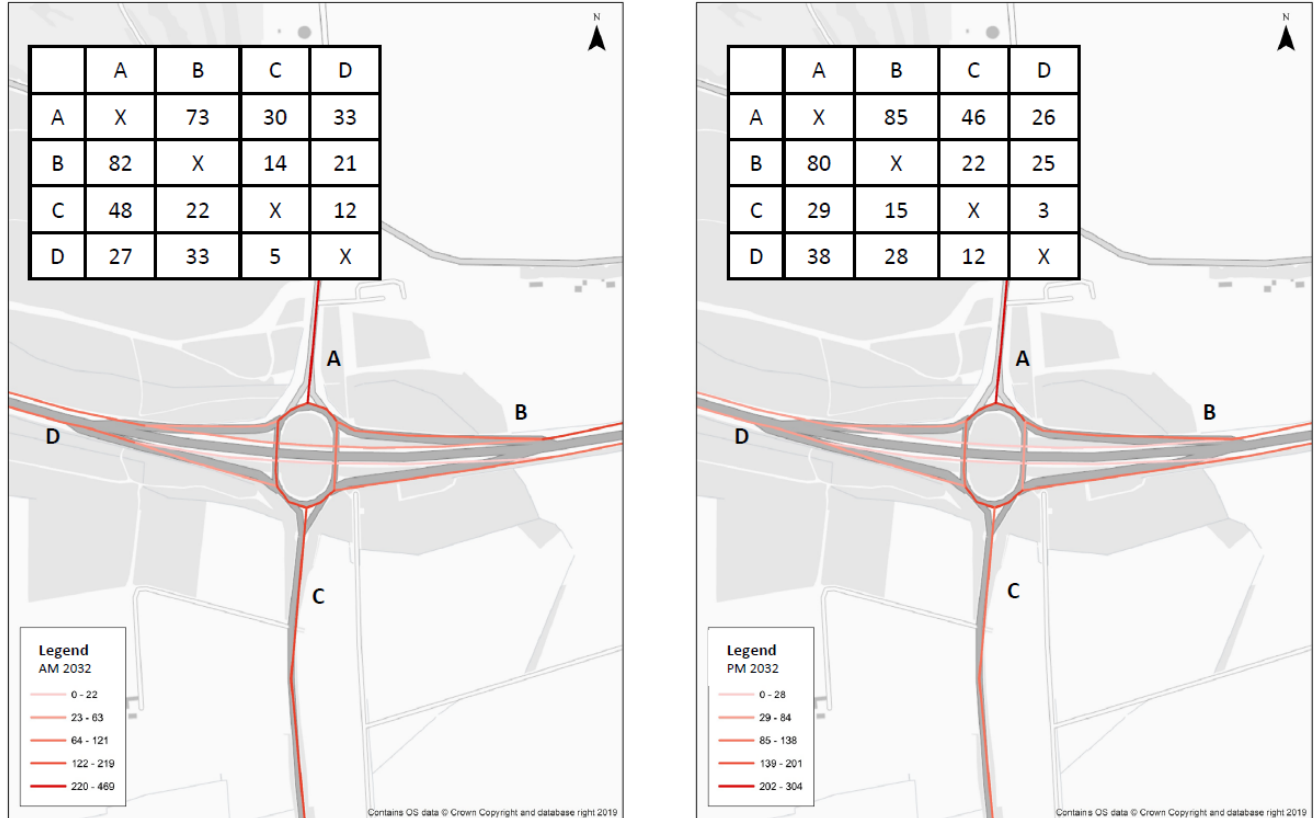 N
A B C D
A X 73 30 33
B 82 X 14 21
C 48 22 X 12
D 27 33 5 X
A
B
D
C
Legend
AM 2032
0 - 22
23 - 63
64 - 121
122 - 219
220 - 469
Contains OS data © Crown Copyright and database right 2019
N
A B C D
A X 85 46 26
B 80 X 22 25
C 29 15 X 3
D 38 28 12 X
A
B
D
C
Legend
PM 2032
0 - 28
29 - 84
85 - 138
139 - 201
202 - 304
Contains OS data © Crown Copyright and database right 2019